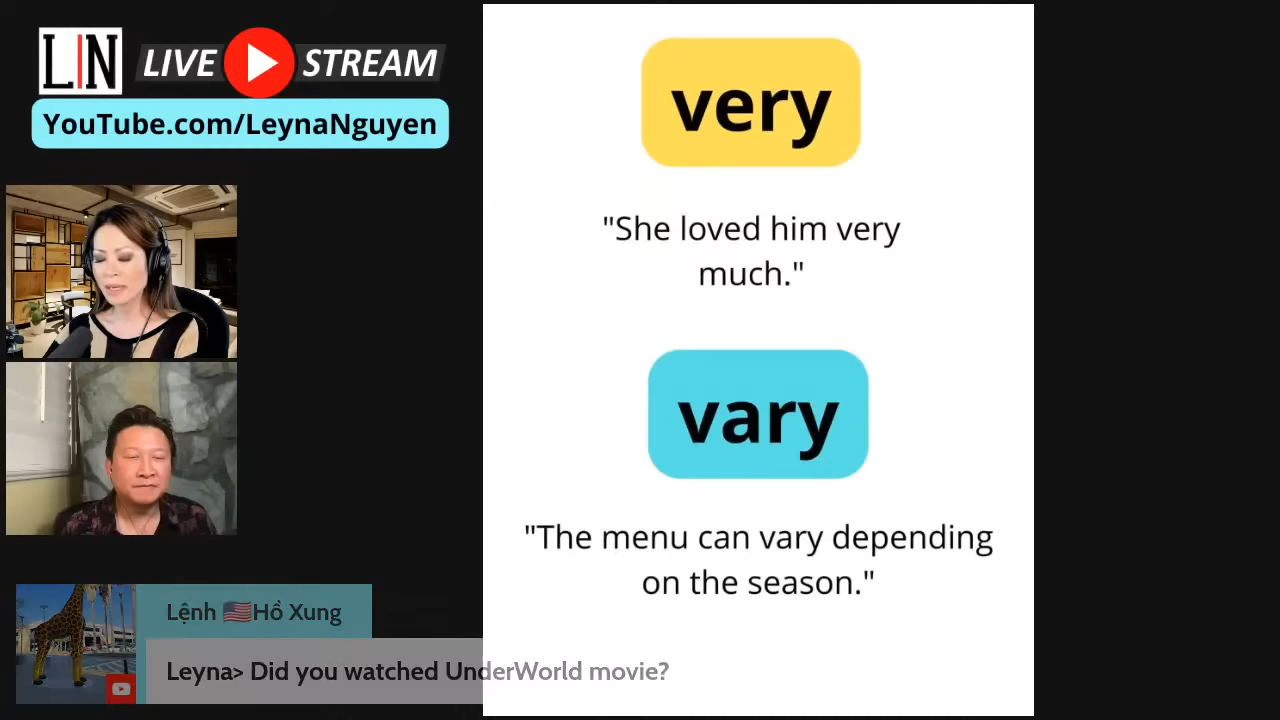 LIN LIVE STREAM
YouTube.com/LeynaNguyen
very
"She loved him very
much."
vary
"The menu can vary depending
on the season."
Lệnh 🇺🇸Hồ Xung
Leyna> Did you watched UnderWorld movie?